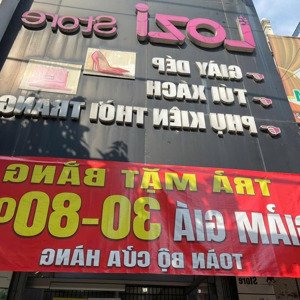 Lozi Store
GIÀY DÉP
TÚI XÁCH
PHỤ KIỆN THỜI TRANG
TRẢ MẶT BẰNG
GIẢM GIÁ 30-80%
TOÀN BỘ CỬA HÀNG